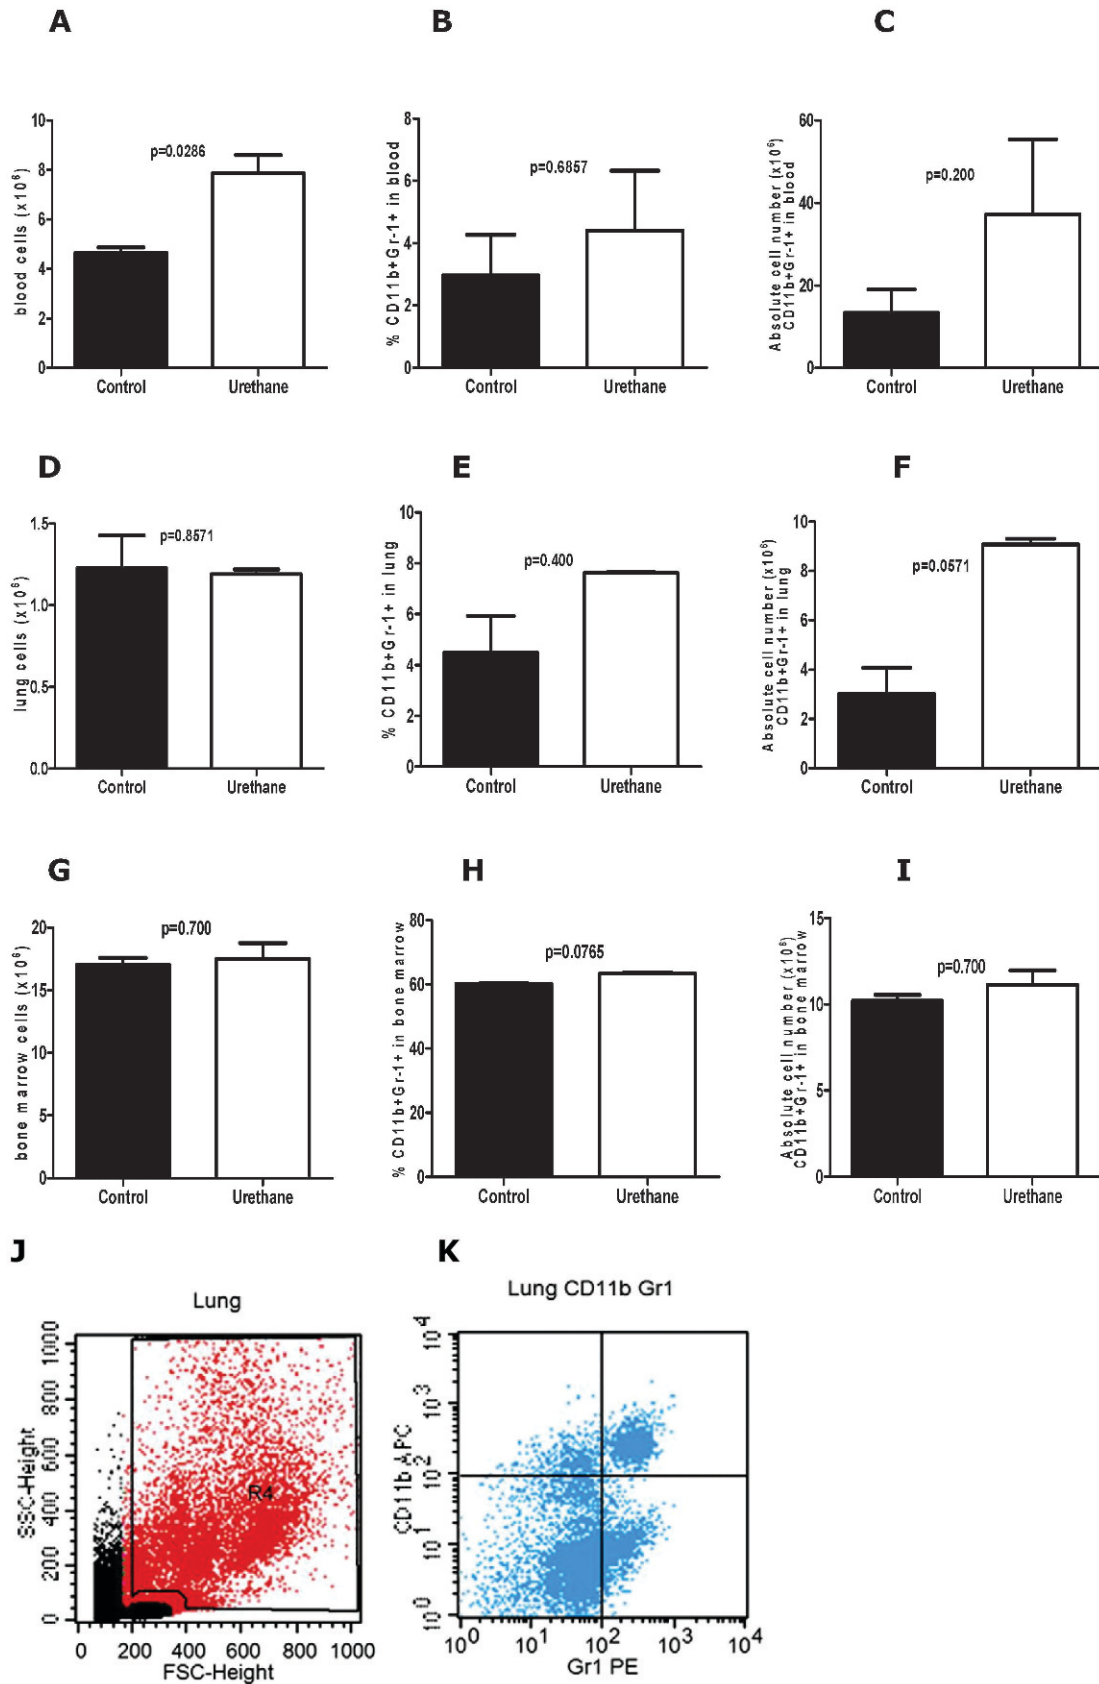 A
B
C
blood cells (x10⁶)
10
8
6
4
2
0
p=0.0286
Control
Urethane
% CD11b+Gr-1+ in blood
8
6
4
2
0
p=0.6857
Control
Urethane
Absolute cell number (x10⁶)
CD11b+Gr-1+ in blood
60
40
20
0
p=0.200
Control
Urethane
D
E
F
lung cells (x10⁶)
1.5
1.0
0.5
0.0
p=0.8571
Control
Urethane
% CD11b+Gr-1+ in lung
10
8
6
4
2
0
p=0.400
Control
Urethane
Absolute cell number (x10⁶)
CD11b+Gr-1+ in lung
10
8
6
4
2
0
p=0.0571
Control
Urethane
G
H
I
bone marrow cells (x10⁶)
20
15
10
5
0
p=0.700
Control
Urethane
% CD11b+Gr-1+ in bone marrow
80
60
40
20
0
p=0.0765
Control
Urethane
Absolute cell number (x10⁶)
CD11b+Gr-1+ in bone marrow
15
10
5
0
p=0.700
Control
Urethane
J
K
Lung
SSC-Height
1000
800
600
400
200
0
R4
0 200 400 600 800 1000
FSC-Height
Lung CD11b Gr1
CD11b APC
10⁴
10³
10²
10¹
10⁰
10⁰ 10¹ 10² 10³ 10⁴
Gr1 PE